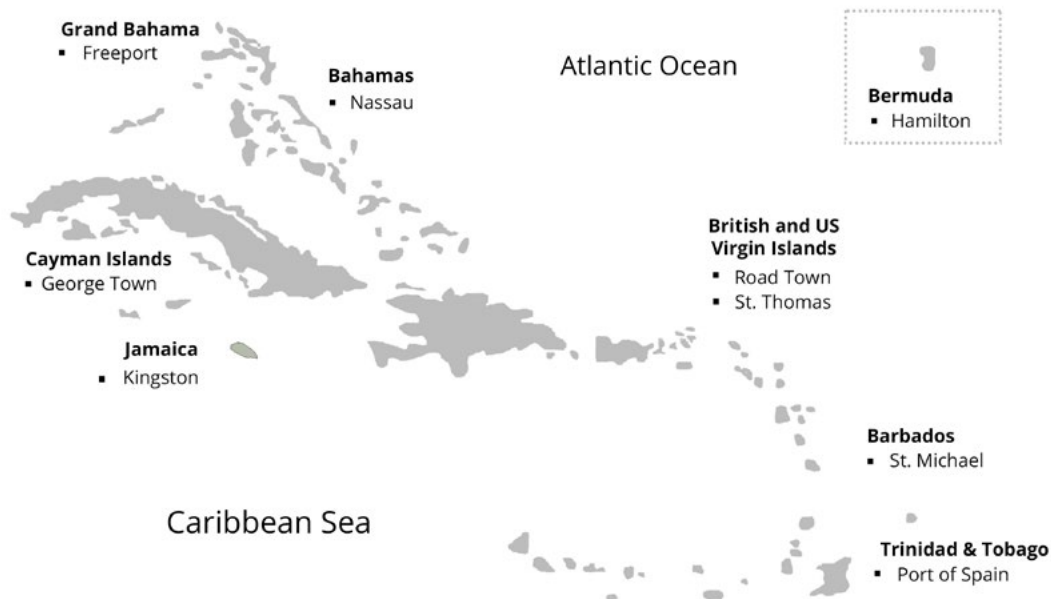 Grand Bahama
▪ Freeport
Bahamas
▪ Nassau
Atlantic Ocean
Bermuda
▪ Hamilton
British and US
Virgin Islands
▪ Road Town
▪ St. Thomas
Cayman Islands
▪ George Town
Jamaica
▪ Kingston
Barbados
▪ St. Michael
Caribbean Sea
Trinidad & Tobago
▪ Port of Spain